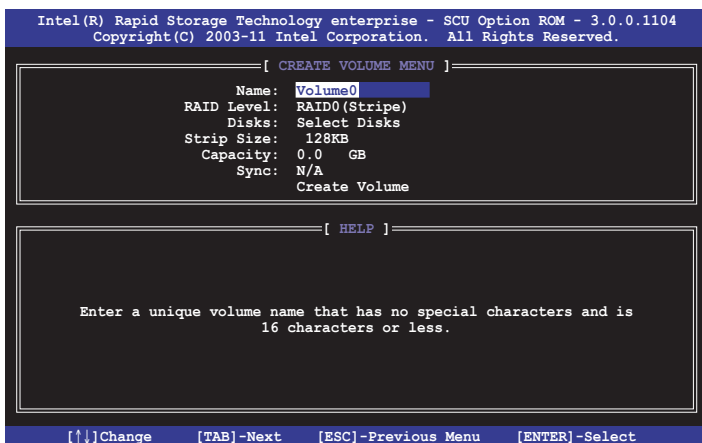 Intel(R) Rapid Storage Technology enterprise - SCU Option ROM - 3.0.0.1104
Copyright(C) 2003-11 Intel Corporation. All Rights Reserved.
[ CREATE VOLUME MENU ]
Name: Volume0
RAID Level: RAID0(Stripe)
Disks: Select Disks
Strip Size: 128KB
Capacity: 0.0 GB
Sync: N/A
Create Volume
[ HELP ]
Enter a unique volume name that has no special characters and is
16 characters or less.
[↑↓]Change [TAB]-Next [ESC]-Previous Menu [ENTER]-Select